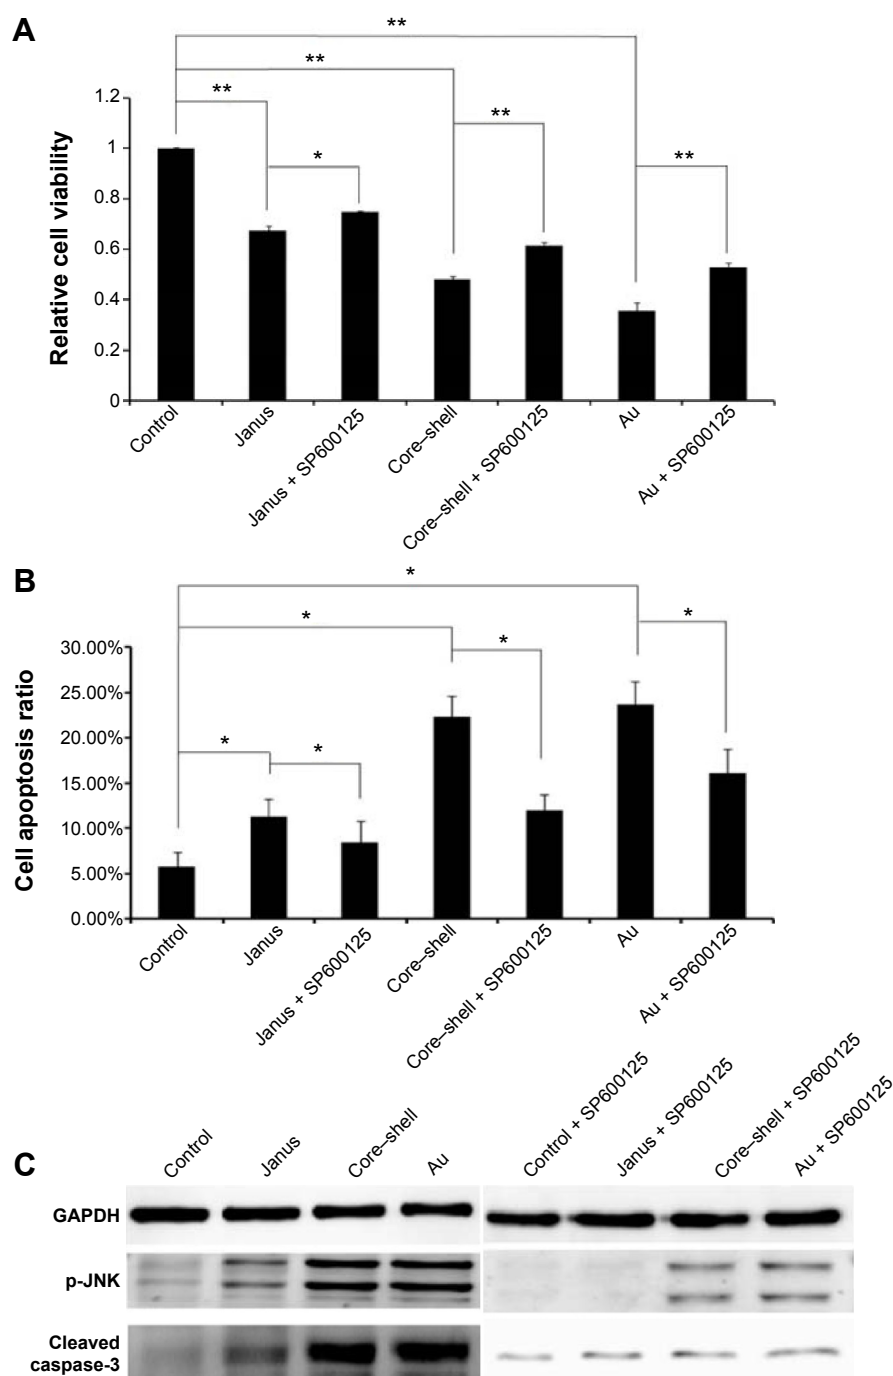 A
**
**
**
**
*
**
1.2
1
0.8
0.6
0.4
0.2
0
Relative cell viability
Control
Janus
Janus + SP600125
Core–shell
Core–shell + SP600125
Au
Au + SP600125
B
*
*
*
*
*
*
30.00%
25.00%
20.00%
15.00%
10.00%
5.00%
0.00%
Cell apoptosis ratio
Control
Janus
Janus + SP600125
Core–shell
Core–shell + SP600125
Au
Au + SP600125
C
Control
Janus
Core–shell
Au
Control + SP600125
Janus + SP600125
Core–shell + SP600125
Au + SP600125
GAPDH
p-JNK
Cleaved
caspase-3